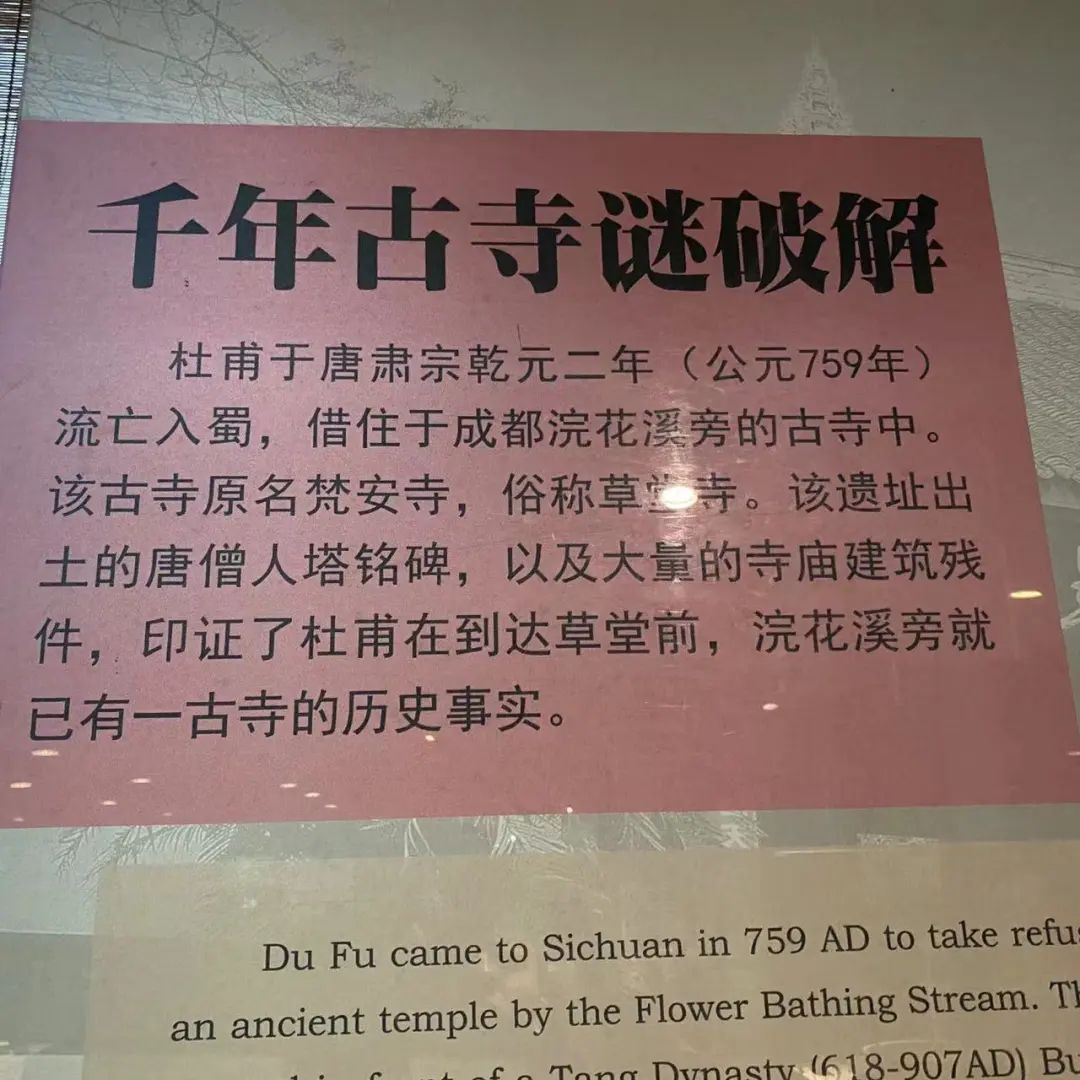 千年古寺谜破解
杜甫于唐肃宗乾元二年（公元759年）
流亡入蜀，借住于成都浣花溪旁的古寺中。
该古寺原名梵安寺，俗称草堂寺。该遗址出
土的唐僧人塔铭碑，以及大量的寺庙建筑残
件，印证了杜甫在到达草堂前，浣花溪旁就
已有一古寺的历史事实。
Du Fu came to Sichuan in 759 AD to take
an ancient temple by the Flower Bathing Stream.
of a Tang Dynasty (618-907AD)